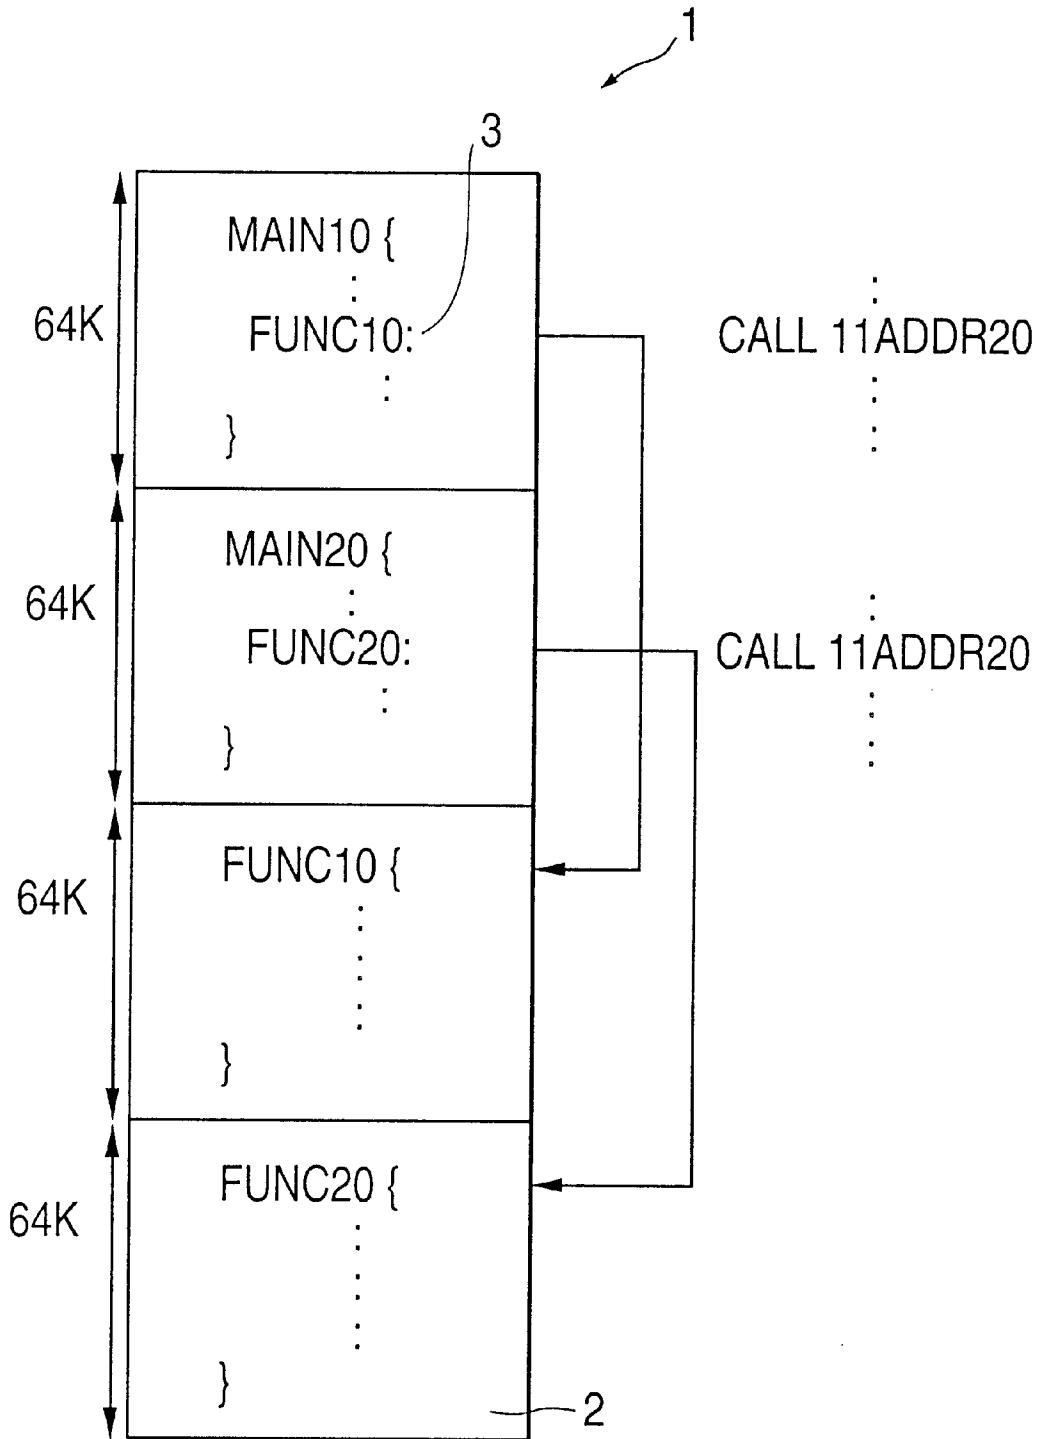 1
3
MAIN10 {
64K
FUNC10:
CALL 11ADDR20
}
MAIN20 {
64K
FUNC20:
CALL 11ADDR20
}
FUNC10 {
64K
}
FUNC20 {
64K
}
2